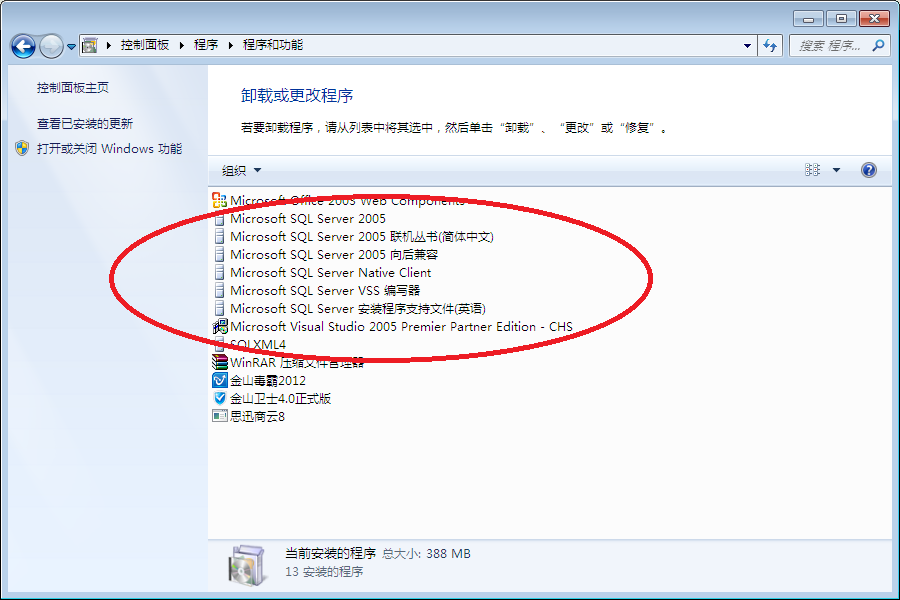 控制面板 程序 程序和功能 搜索 程序...
控制面板主页
查看已安装的更新
打开或关闭 Windows 功能
卸载或更改程序
若要卸载程序，请从列表中将其选中，然后单击“卸载”、“更改”或“修复”。
组织
Microsoft Office 2003 Web Components
Microsoft SQL Server 2005
Microsoft SQL Server 2005 联机丛书(简体中文)
Microsoft SQL Server 2005 向后兼容
Microsoft SQL Server Native Client
Microsoft SQL Server VSS 编写器
Microsoft SQL Server 安装程序支持文件(英语)
Microsoft Visual Studio 2005 Premier Partner Edition - CHS
SQLXML4
WinRAR 压缩文件管理器
金山毒霸2012
金山卫士4.0正式版
思迅商云8
当前安装的程序 总大小: 388 MB
13 安装的程序